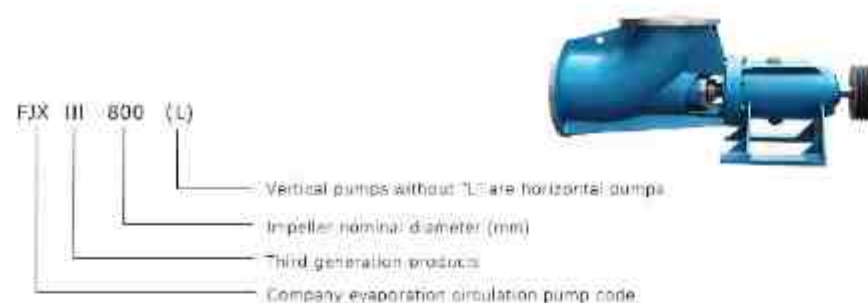 FJX III 800 (L)
Vertical pumps without "L" are horizontal pumps
Impeller nominal diameter (mm)
Third generation products
Company evaporation circulation pump code